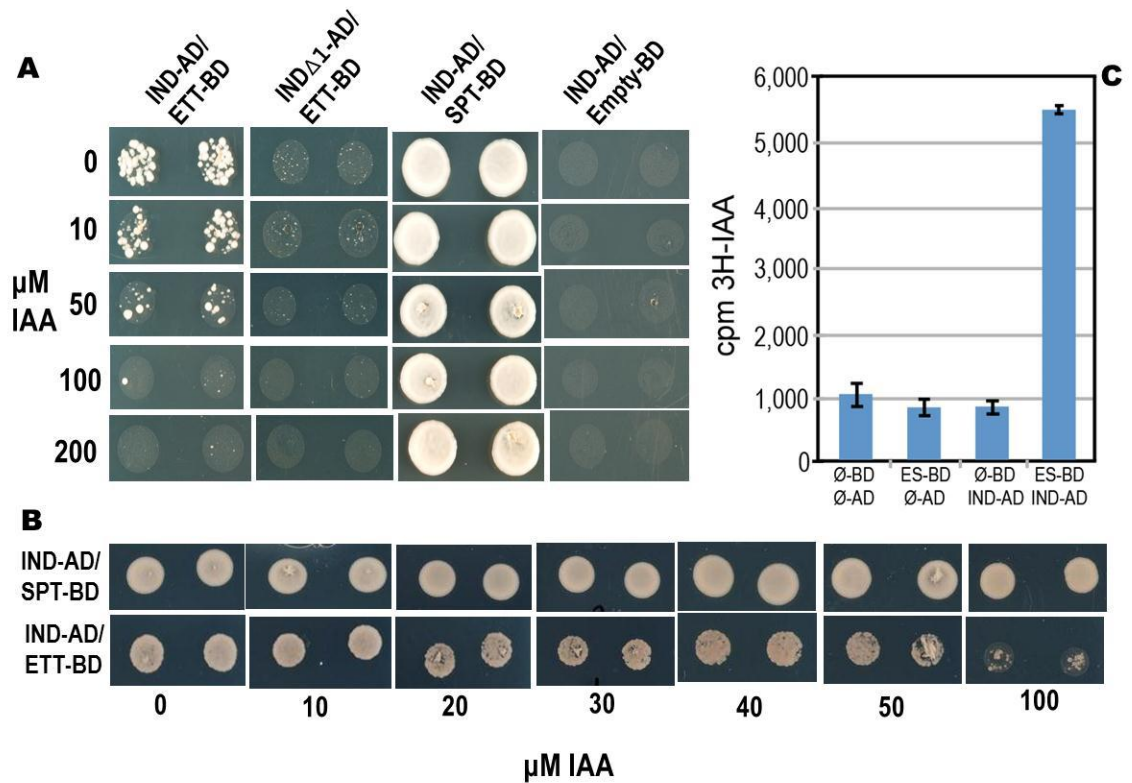 A
IND-AD/
ETT-BD
INDΔ1-AD/
ETT-BD
IND-AD/
SPT-BD
IND-AD/
Empty-BD
0
10
µM
IAA
50
100
200
C
6,000
5,000
4,000
3,000
2,000
1,000
0
cpm 3H-IAA
Ø-BD
Ø-AD
ES-BD
Ø-AD
Ø-BD
IND-AD
ES-BD
IND-AD
B
IND-AD/
SPT-BD
IND-AD/
ETT-BD
0 10 20 30 40 50 100
µM IAA